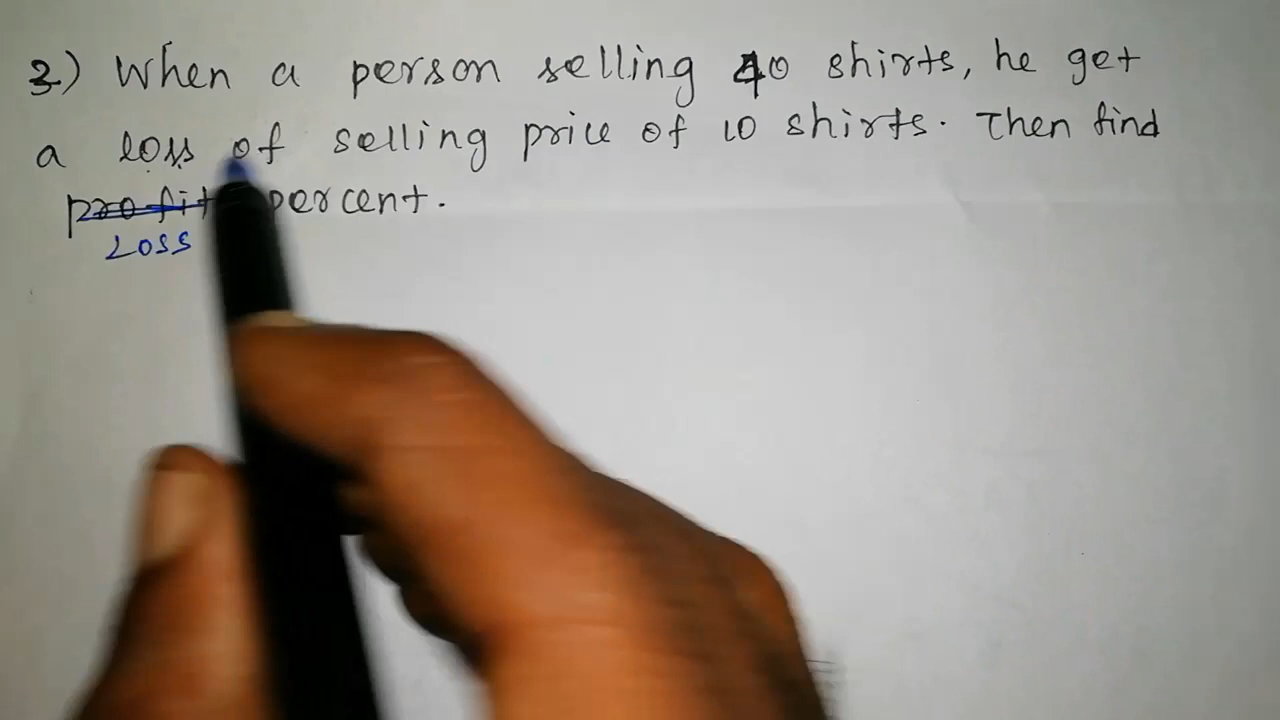 3) When a person selling 40 shirts, he get
a loss of selling price of 10 shirts. Then find
profit percent.
Loss